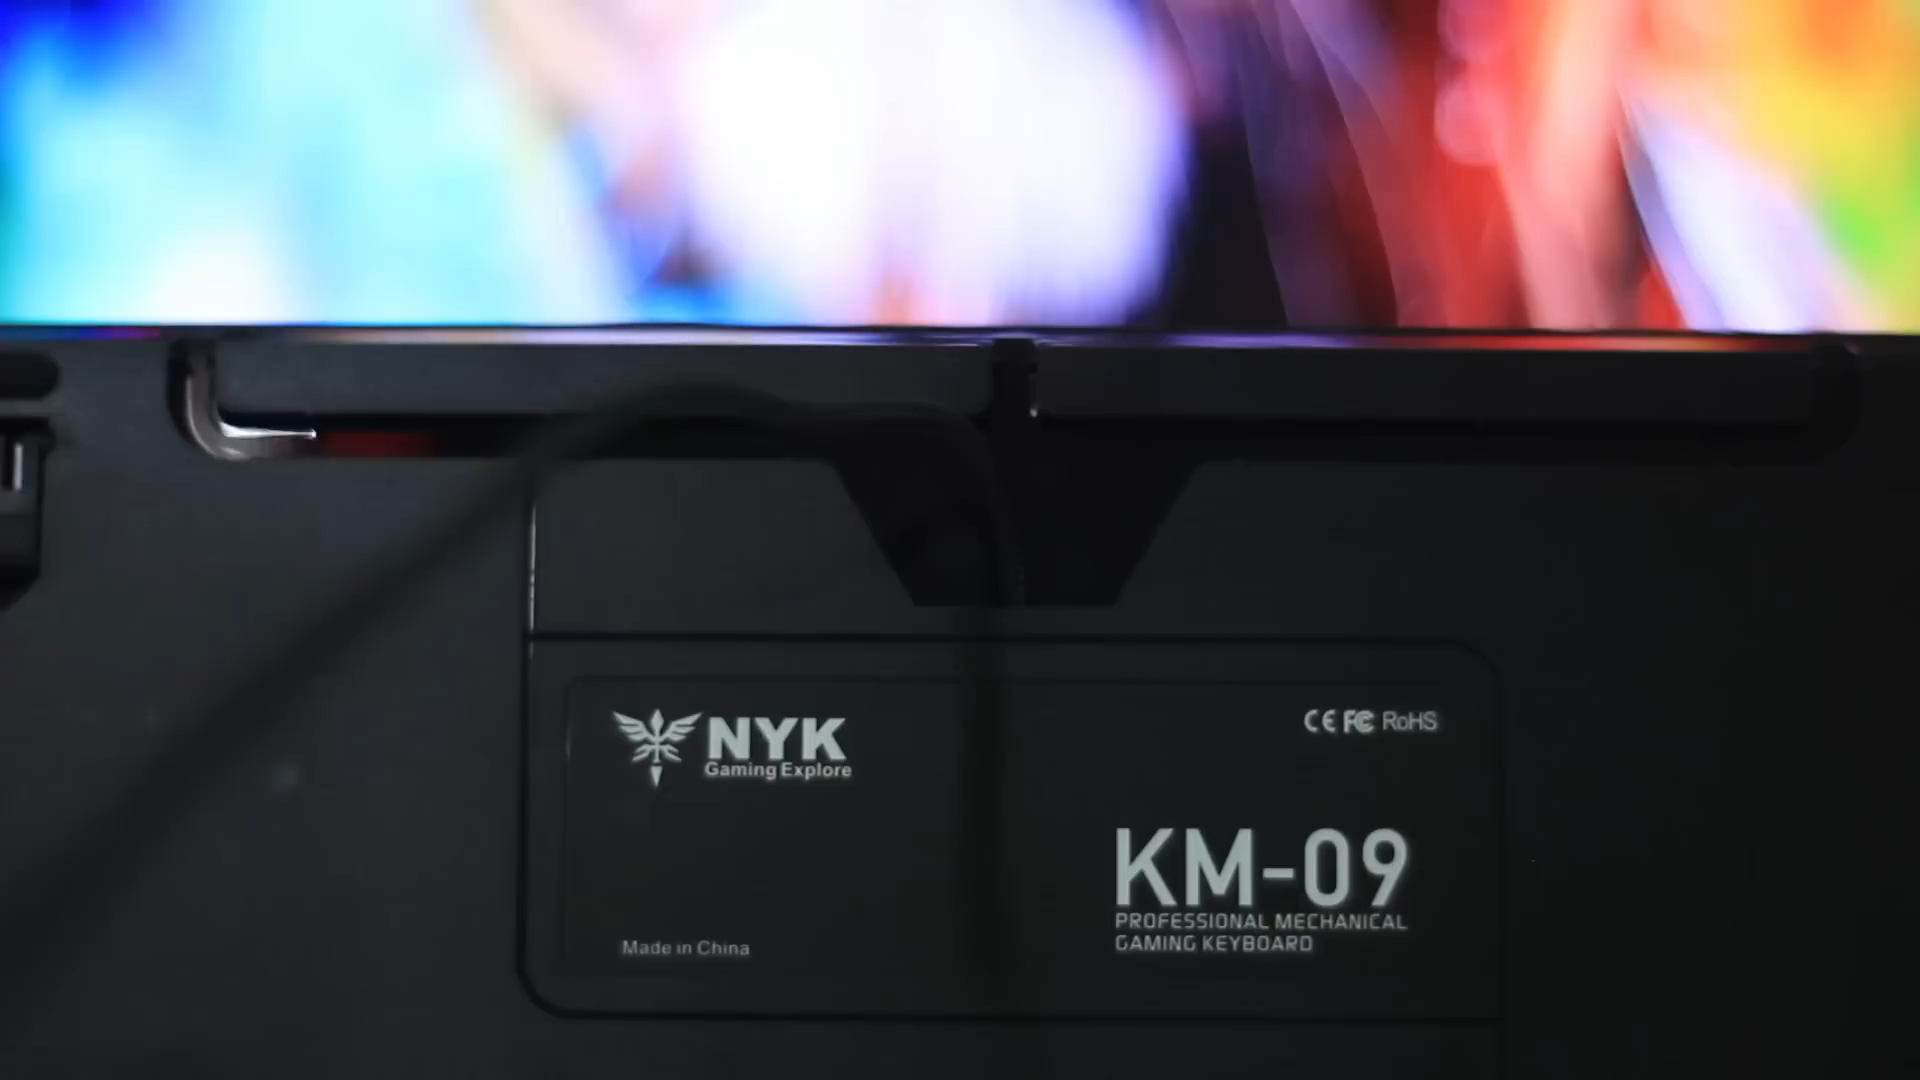 NYK
Gaming Explore
CE FC RoHS
KM-09
PROFESSIONAL MECHANICAL
GAMING KEYBOARD
Made in China